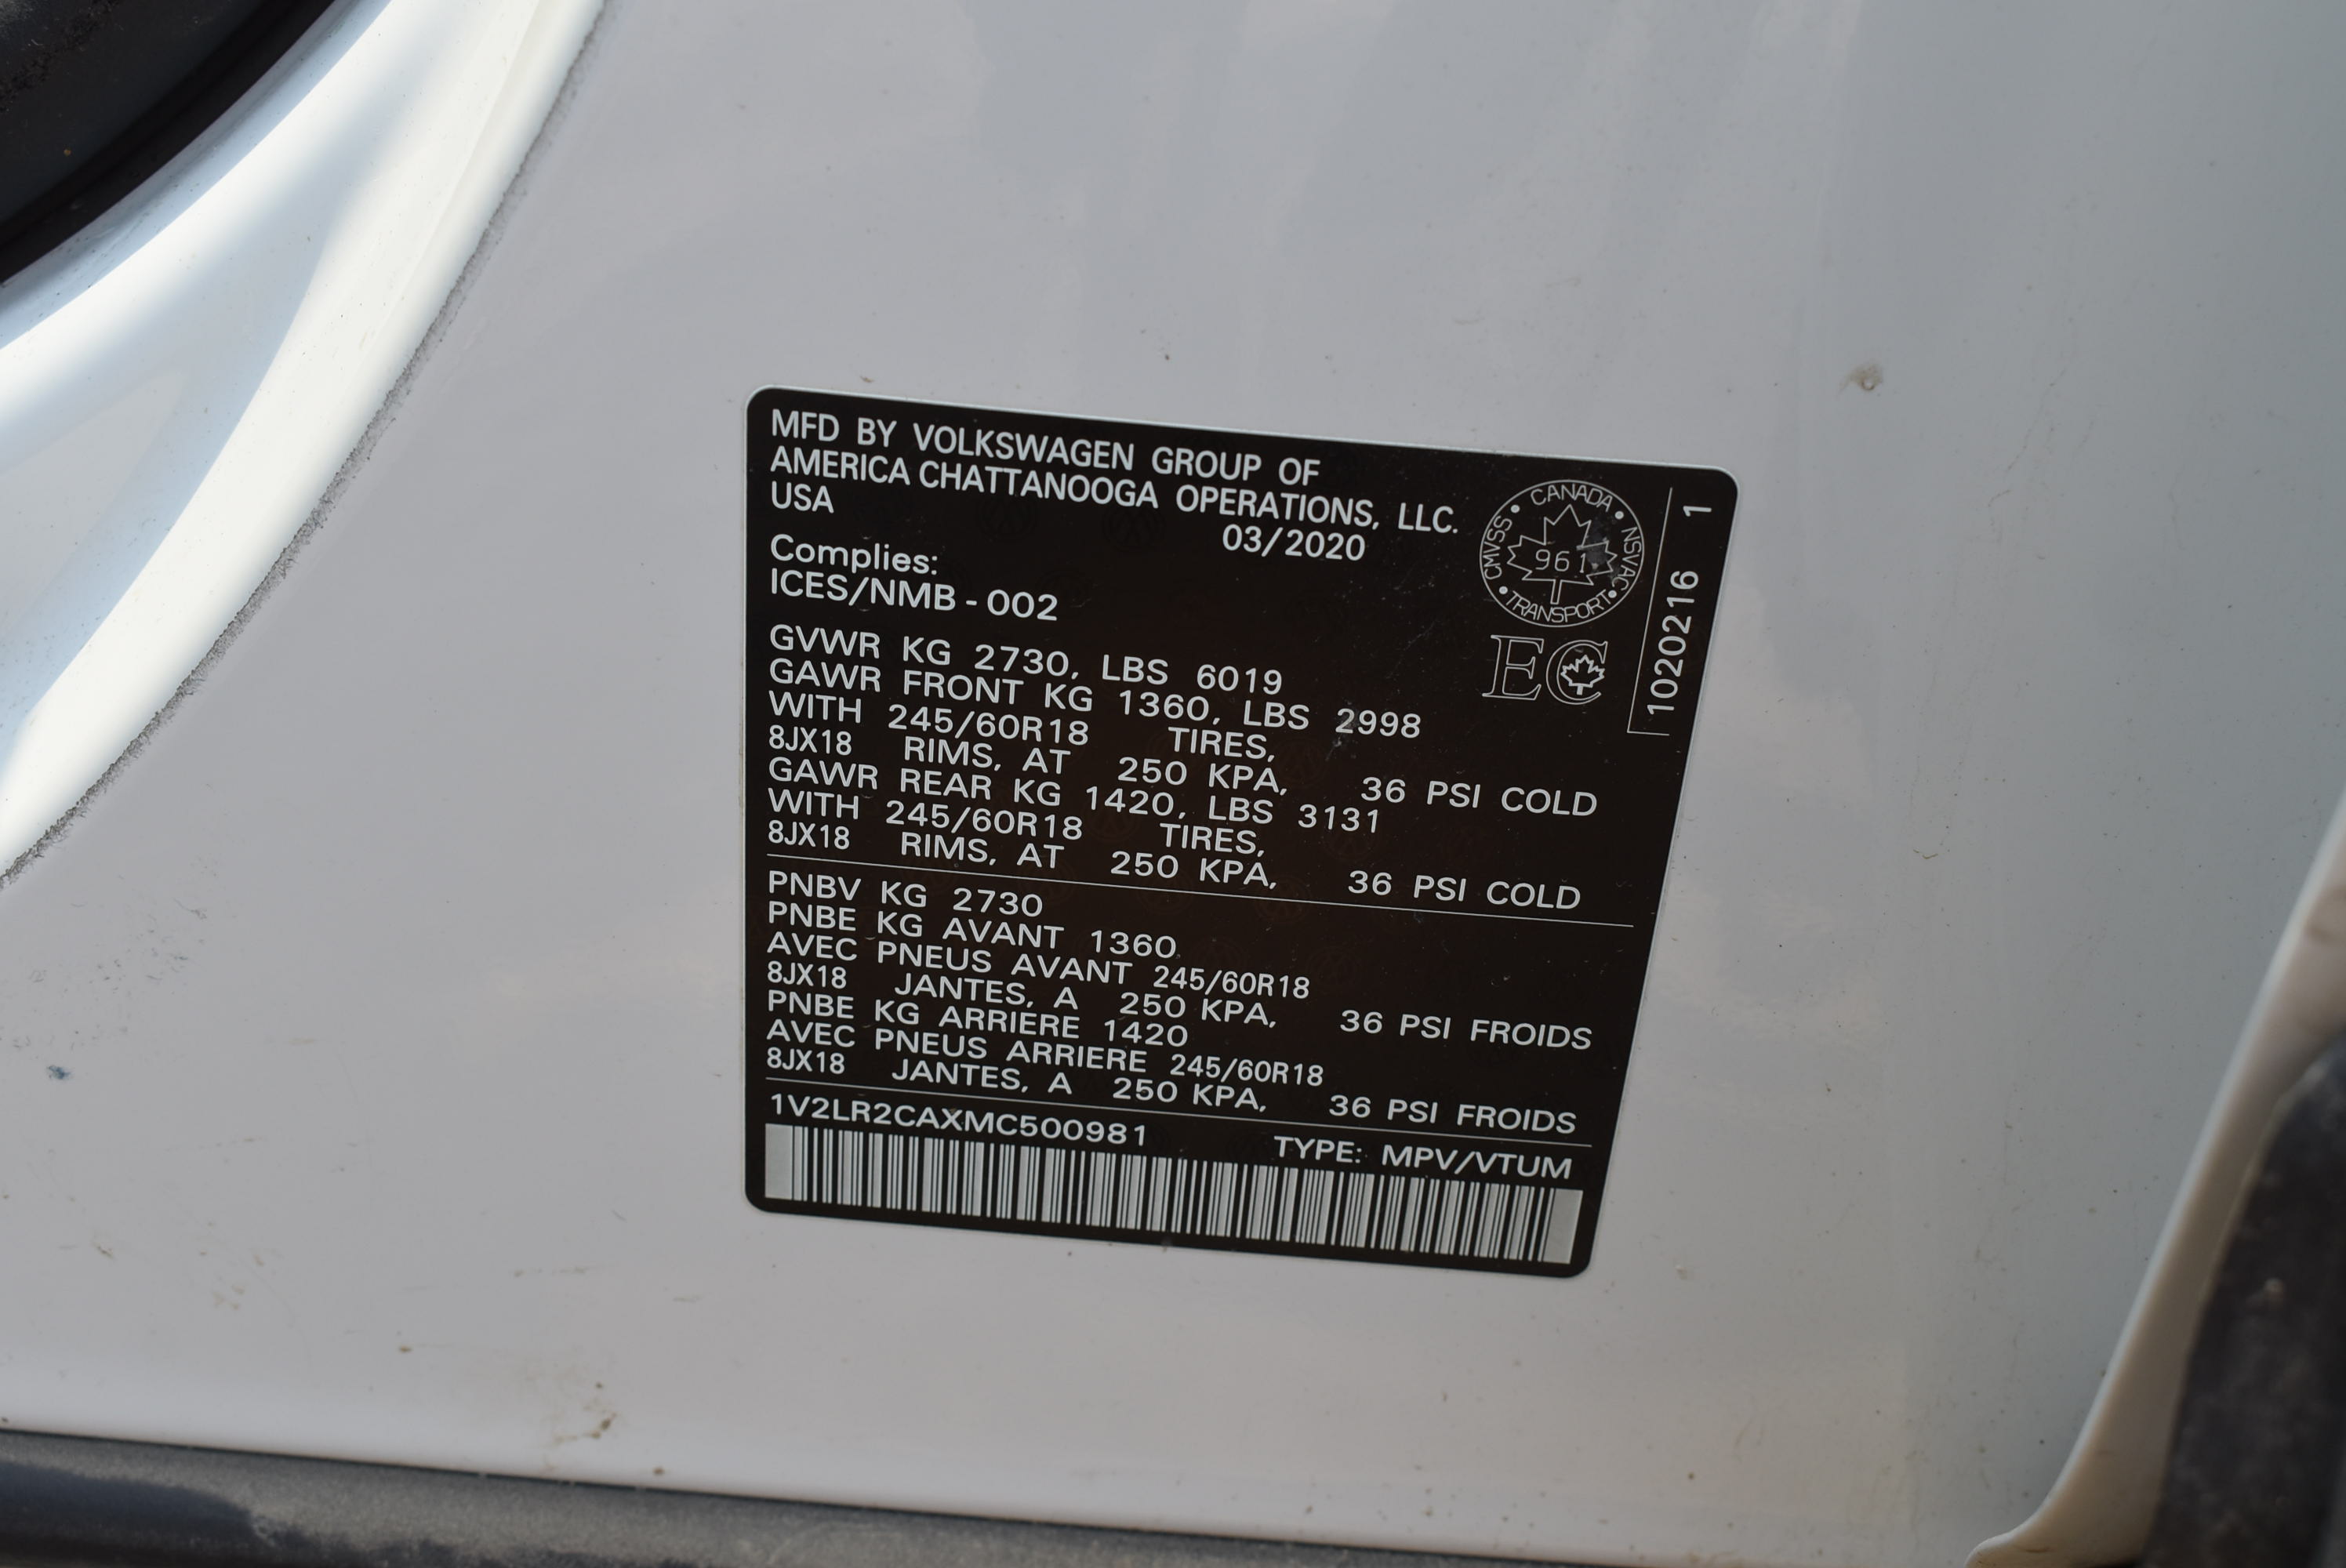 MFD BY VOLKSWAGEN GROUP OF
AMERICA CHATTANOOGA OPERATIONS, LLC.
USA
03/2020
Complies:
ICES/NMB-002
CANADA
CMVSS
NSVAC
961
TRANSPORT
EC
1020216 1
GVWR KG 2730, LBS 6019
GAWR FRONT KG 1360, LBS 2998
WITH 245/60R18 TIRES,
8JX18 RIMS, AT 250 KPA, 36 PSI COLD
GAWR REAR KG 1420, LBS 3131
WITH 245/60R18 TIRES,
8JX18 RIMS, AT 250 KPA, 36 PSI COLD
PNBV KG 2730
PNBE KG AVANT 1360
AVEC PNEUS AVANT 245/60R18
8JX18 JANTES, A 250 KPA, 36 PSI FROIDS
PNBE KG ARRIERE 1420
AVEC PNEUS ARRIERE 245/60R18
8JX18 JANTES, A 250 KPA, 36 PSI FROIDS
1V2LR2CAXMC500981
TYPE: MPV/VTUM